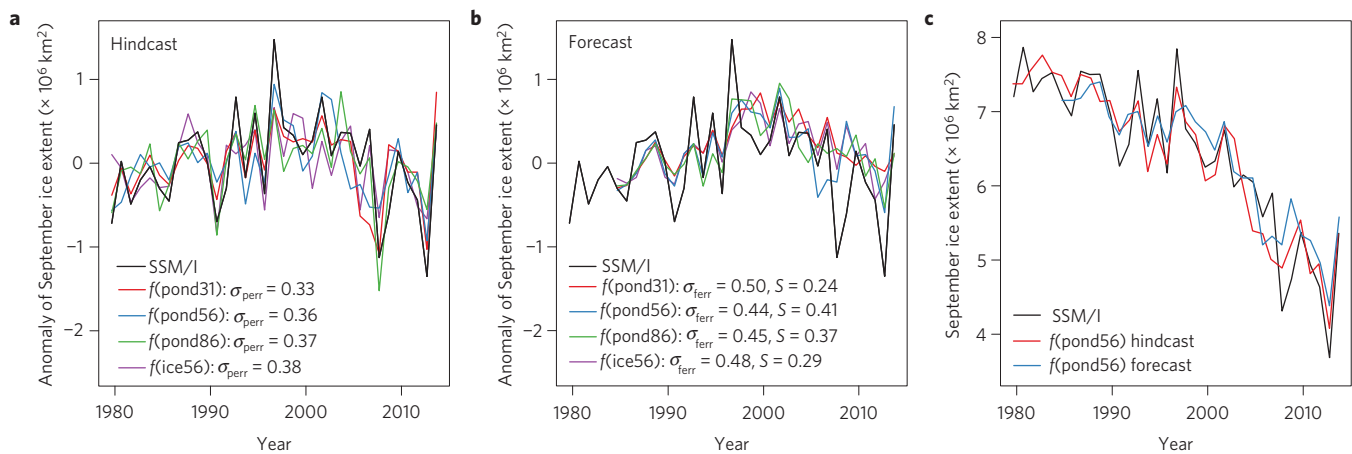 a
Hindcast
Anomaly of September ice extent (× 10⁶ km²)
1
0
−1
−2
SSM/I
f(pond31): σperr = 0.33
f(pond56): σperr = 0.36
f(pond86): σperr = 0.37
f(ice56): σperr = 0.38
1980 1990 2000 2010
Year
b
Forecast
Anomaly of September ice extent (× 10⁶ km²)
1
0
−1
−2
SSM/I
f(pond31): σferr = 0.50, S = 0.24
f(pond56): σferr = 0.44, S = 0.41
f(pond86): σferr = 0.45, S = 0.37
f(ice56): σferr = 0.48, S = 0.29
1980 1990 2000 2010
Year
c
September ice extent (× 10⁶ km²)
8
7
6
5
4
SSM/I
f(pond56) hindcast
f(pond56) forecast
1980 1990 2000 2010
Year